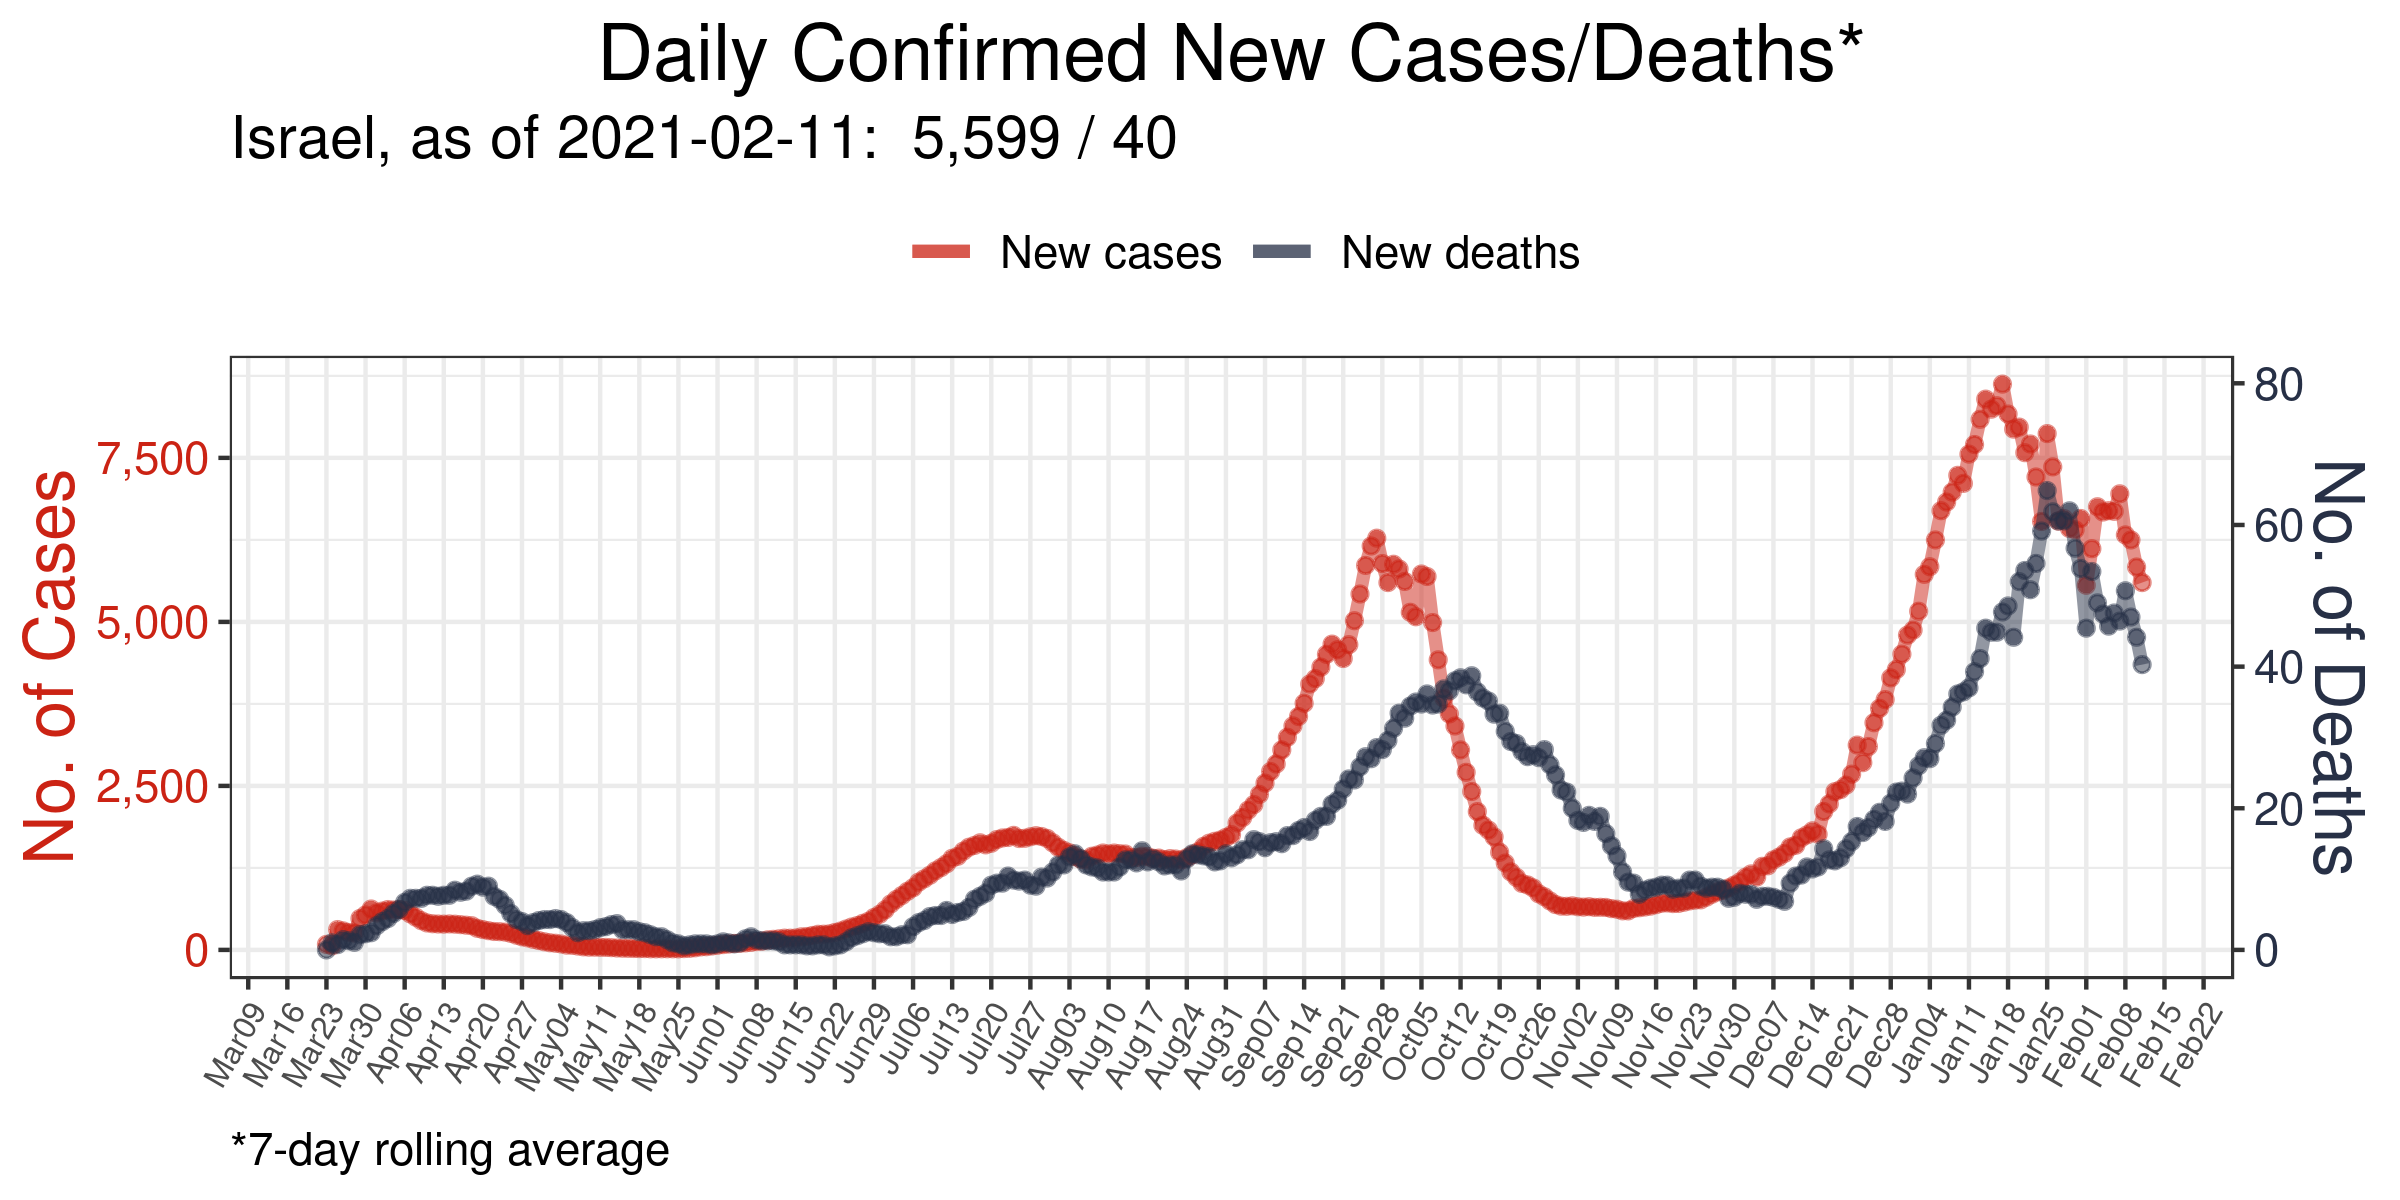 Daily Confirmed New Cases/Deaths*
Israel, as of 2021-02-11:  5,599 / 40
New cases
New deaths
No. of Cases
7,500
5,000
2,500
0
80
60
40
20
0
No. of Deaths
Mar09
Mar16
Mar23
Mar30
Apr06
Apr13
Apr20
Apr27
May04
May11
May18
May25
Jun01
Jun08
Jun15
Jun22
Jun29
Jul06
Jul13
Jul20
Jul27
Aug03
Aug10
Aug17
Aug24
Aug31
Sep07
Sep14
Sep21
Sep28
Oct05
Oct12
Oct19
Oct26
Nov02
Nov09
Nov16
Nov23
Nov30
Dec07
Dec14
Dec21
Dec28
Jan04
Jan11
Jan18
Jan25
Feb01
Feb08
Feb15
Feb22
*7-day rolling average